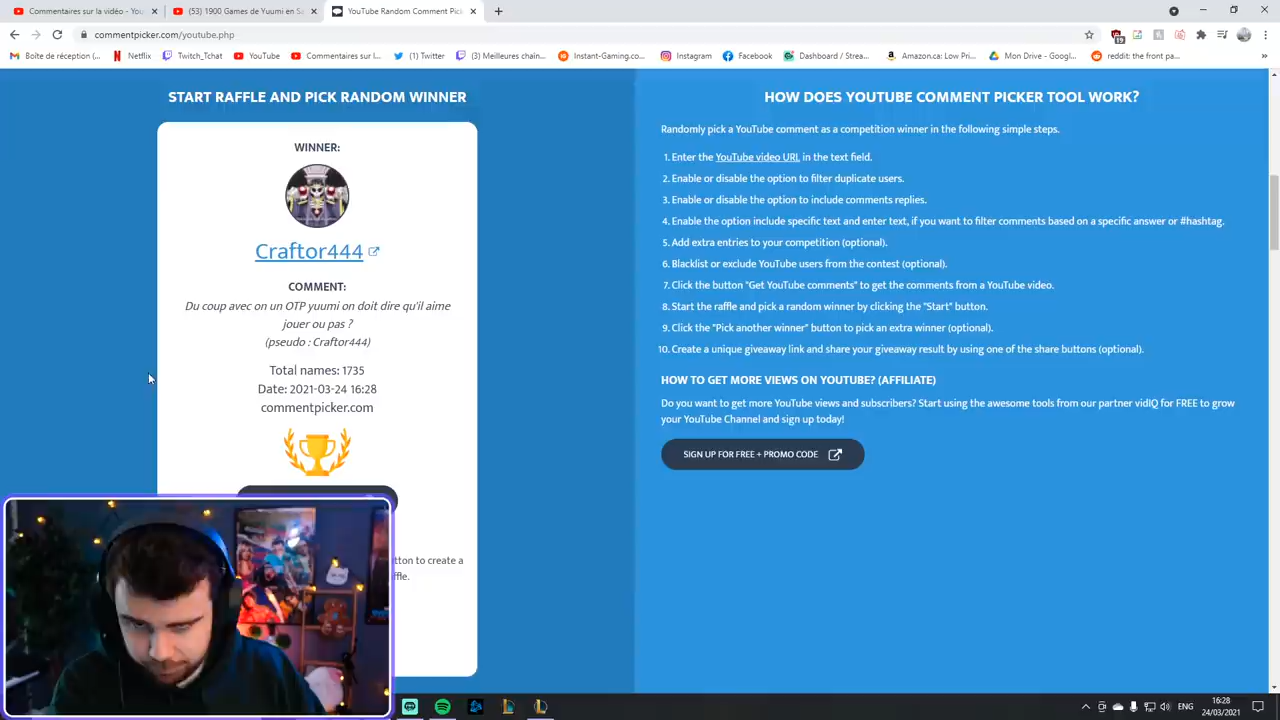 Commentaires sur la vidéo - You
(53) 1900 Games de Yuumi en Sa
YouTube Random Comment Pick
commentpicker.com/youtube.php
Boîte de réception (...
Netflix
Twitch_Tchat
YouTube
Commentaires sur l...
(1) Twitter
(3) Meilleures chain...
Instant-Gaming.co...
Instagram
Facebook
Dashboard / Strea...
Amazon.ca: Low Pri...
Mon Drive - Googl...
reddit: the front pa...
START RAFFLE AND PICK RANDOM WINNER
WINNER:
Craftor444
COMMENT:
Du coup avec on un OTP yuumi on doit dire qu'il aime
jouer ou pas ?
(pseudo : Craftor444)
Total names: 1735
Date: 2021-03-24 16:28
commentpicker.com
tton to create a
ffle.
HOW DOES YOUTUBE COMMENT PICKER TOOL WORK?
Randomly pick a YouTube comment as a competition winner in the following simple steps.
1. Enter the YouTube video URL in the text field.
2. Enable or disable the option to filter duplicate users.
3. Enable or disable the option to include comments replies.
4. Enable the option include specific text and enter text, if you want to filter comments based on a specific answer or #hashtag.
5. Add extra entries to your competition (optional).
6. Blacklist or exclude YouTube users from the contest (optional).
7. Click the button "Get YouTube comments" to get the comments from a YouTube video.
8. Start the raffle and pick a random winner by clicking the "Start" button.
9. Click the "Pick another winner" button to pick an extra winner (optional).
10. Create a unique giveaway link and share your giveaway result by using one of the share buttons (optional).
HOW TO GET MORE VIEWS ON YOUTUBE? (AFFILIATE)
Do you want to get more YouTube views and subscribers? Start using the awesome tools from our partner vidIQ for FREE to grow
your YouTube Channel and sign up today!
SIGN UP FOR FREE + PROMO CODE
ENG
16:28
24/03/2021